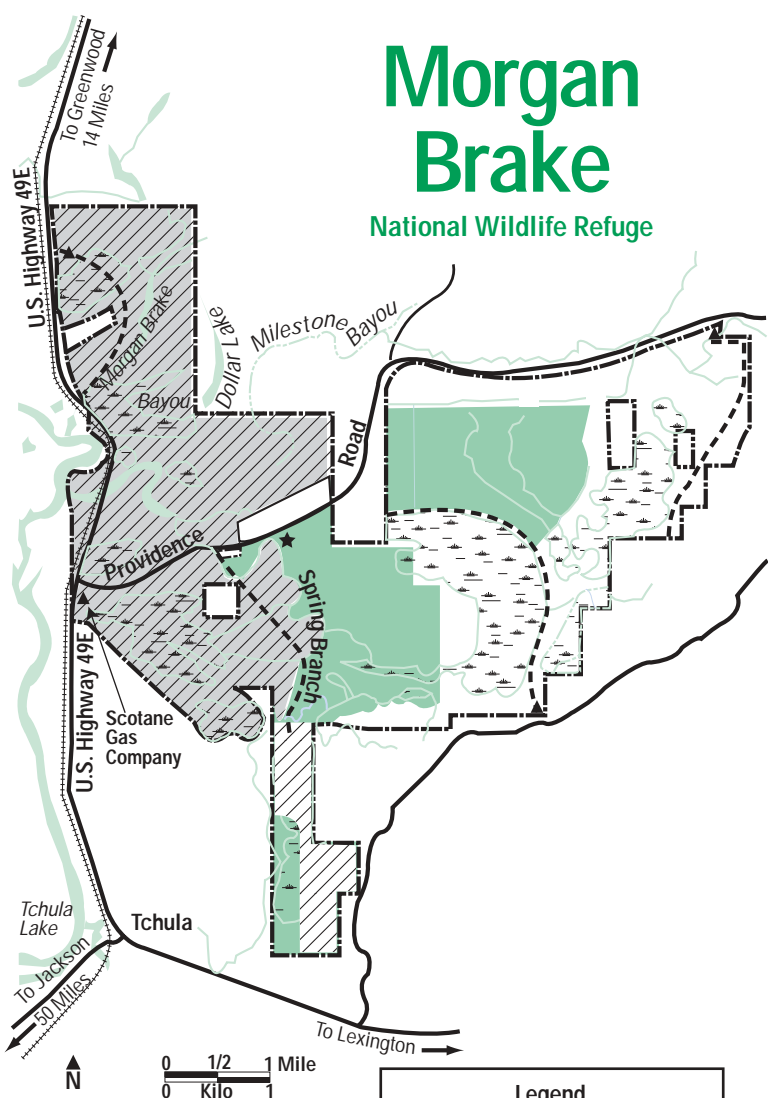 Morgan
Brake
National Wildlife Refuge
To Greenwood
14 Miles
U.S. Highway 49E
Morgan Brake
Bayou
Dollar Lake
Milestone
Bayou
Road
Providence
Spring Branch
U.S. Highway 49E
Scotane
Gas
Company
Tchula
Lake
Tchula
To Jackson
50 Miles
To Lexington
N
0 1/2 1 Mile
0 Kilo 1
Legend